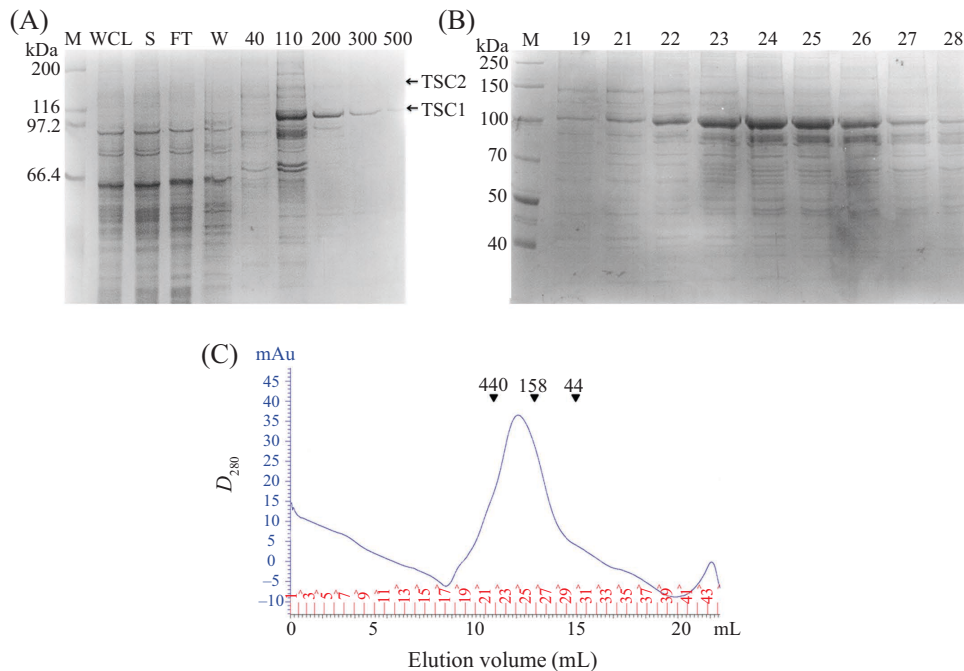 (A)
kDa M WCL S FT W 40 110 200 300 500
200
←TSC2
116
←TSC1
97.2
66.4
(B)
kDa M 19 21 22 23 24 25 26 27 28
250
150
100
70
50
40
(C)
mAu
440 158 44
45
40
35
30
25
20
15
10
5
0
−5
−10
D280
1 3 5 7 9 11 13 15 17 19 21 23 25 27 29 31 33 35 37 39 41 43
0 5 10 15 20 mL
Elution volume (mL)